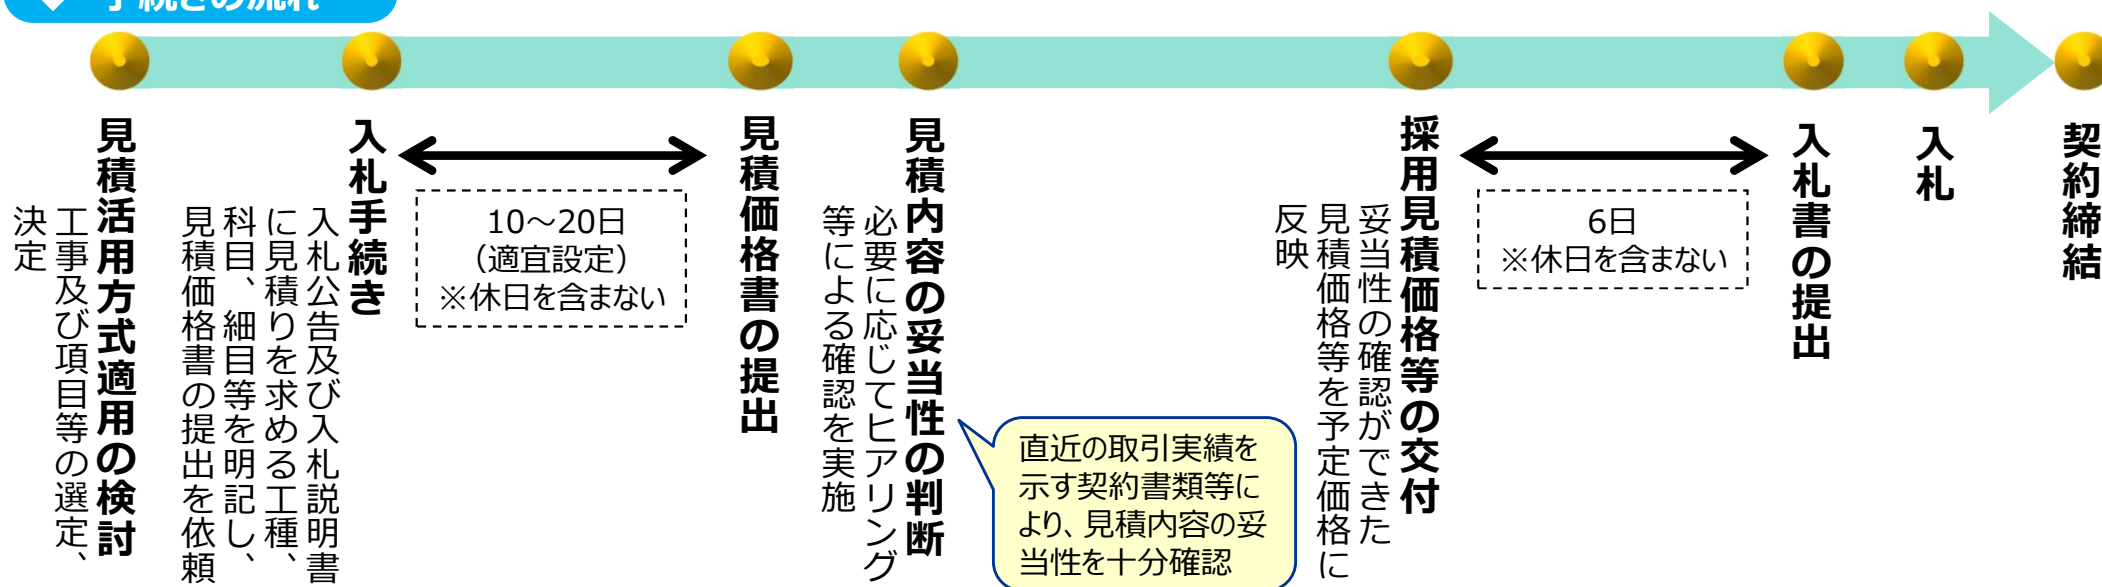 手続きの流れ
見積活用方式適用の検討
工事及び項目等の選定、
決定
入札手続き
入札公告及び入札説明書
に見積りを求める工種、
科目、細目等を明記し、
見積価格書の提出を依頼
10～20日
（適宜設定）
※休日を含まない
見積価格書の提出
見積内容の妥当性の判断
必要に応じてヒアリング
等による確認を実施
直近の取引実績を
示す契約書類等に
より、見積内容の妥
当性を十分確認
採用見積価格等の交付
妥当性の確認ができた
見積価格等を予定価格に
反映
6日
※休日を含まない
入札書の提出
入札
契約締結